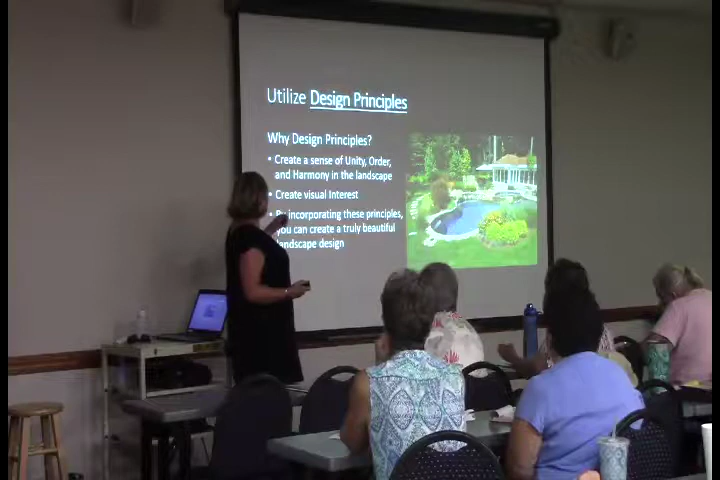 Utilize Design Principles
Why Design Principles?
• Create a sense of Unity, Order,
and Harmony in the landscape
• Create visual Interest
• By incorporating these principles,
you can create a truly beautiful
landscape design